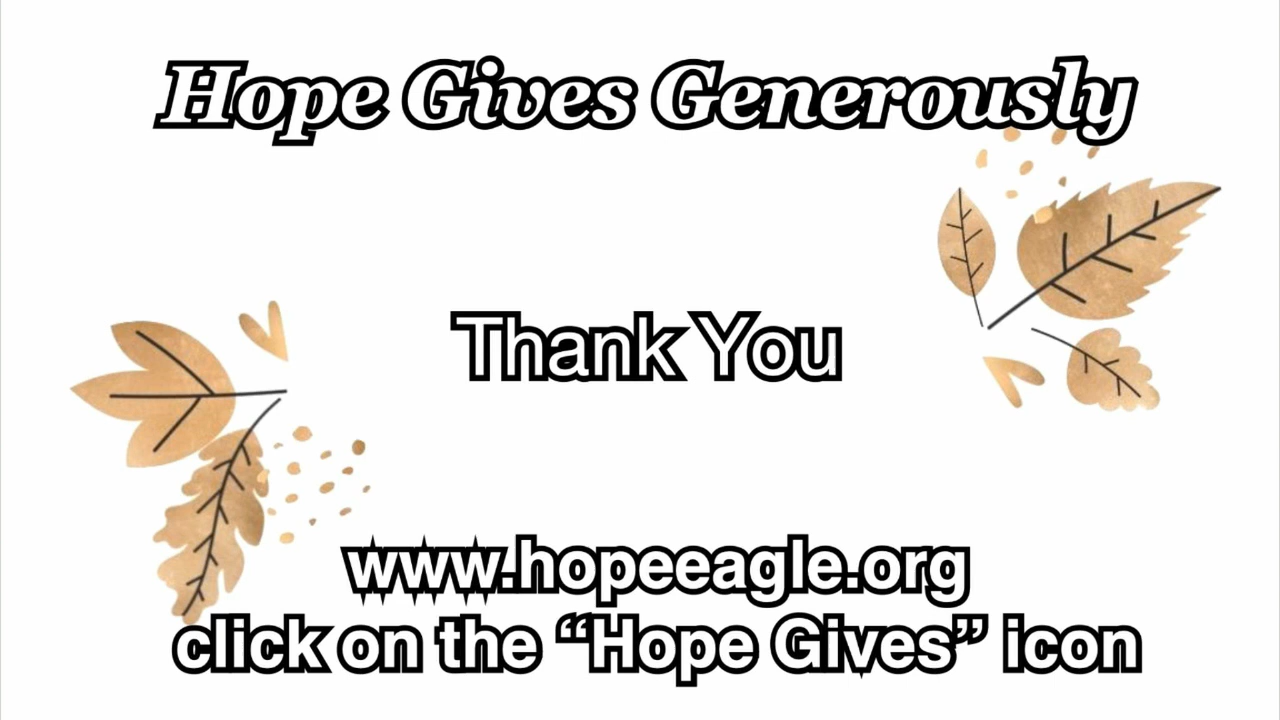 Hope Gives Generously
Thank You
www.hopeeagle.org
click on the “Hope Gives” icon